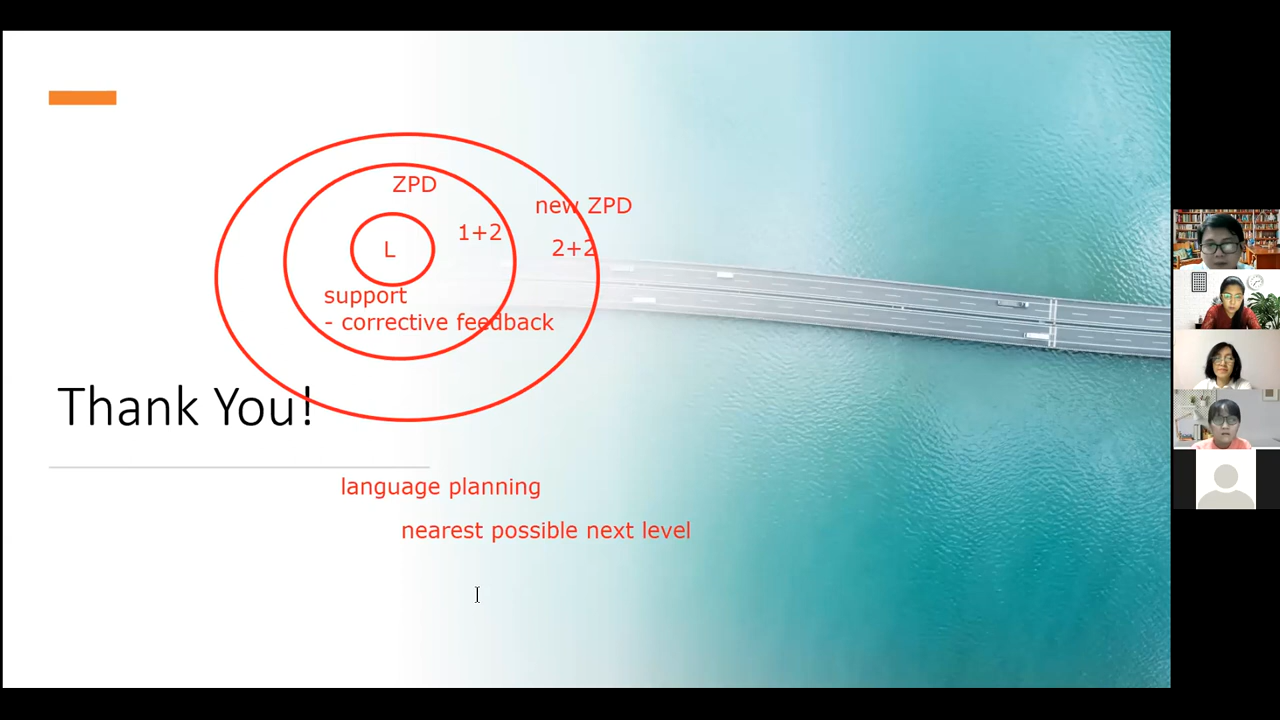 ZPD
new ZPD
1+2
L
2+2
support
- corrective feedback
Thank You!
language planning
nearest possible next level